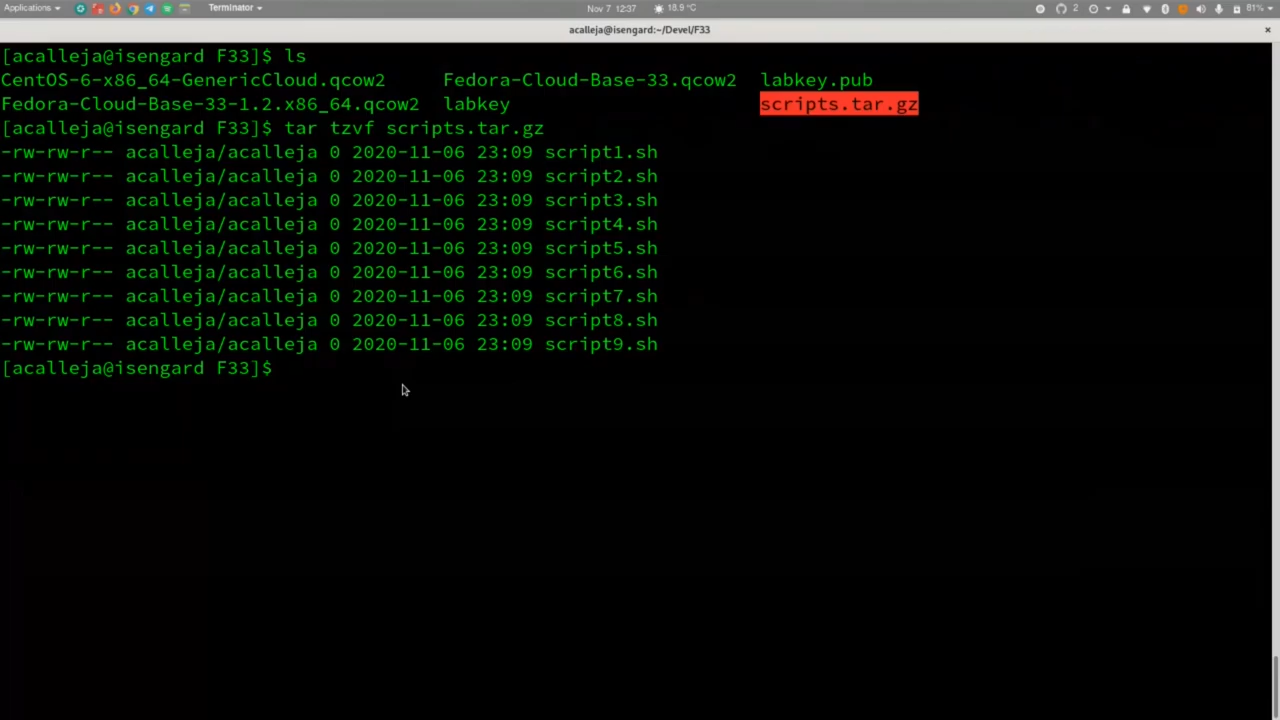 Applications Terminator Nov 7 12:37 18.9 °C 2 81%
acalleja@isengard:~/Devel/F33 ×
[acalleja@isengard F33]$ ls
CentOS-6-x86_64-GenericCloud.qcow2 Fedora-Cloud-Base-33.qcow2 labkey.pub
Fedora-Cloud-Base-33-1.2.x86_64.qcow2 labkey scripts.tar.gz
[acalleja@isengard F33]$ tar tzvf scripts.tar.gz
-rw-rw-r-- acalleja/acalleja 0 2020-11-06 23:09 script1.sh
-rw-rw-r-- acalleja/acalleja 0 2020-11-06 23:09 script2.sh
-rw-rw-r-- acalleja/acalleja 0 2020-11-06 23:09 script3.sh
-rw-rw-r-- acalleja/acalleja 0 2020-11-06 23:09 script4.sh
-rw-rw-r-- acalleja/acalleja 0 2020-11-06 23:09 script5.sh
-rw-rw-r-- acalleja/acalleja 0 2020-11-06 23:09 script6.sh
-rw-rw-r-- acalleja/acalleja 0 2020-11-06 23:09 script7.sh
-rw-rw-r-- acalleja/acalleja 0 2020-11-06 23:09 script8.sh
-rw-rw-r-- acalleja/acalleja 0 2020-11-06 23:09 script9.sh
[acalleja@isengard F33]$